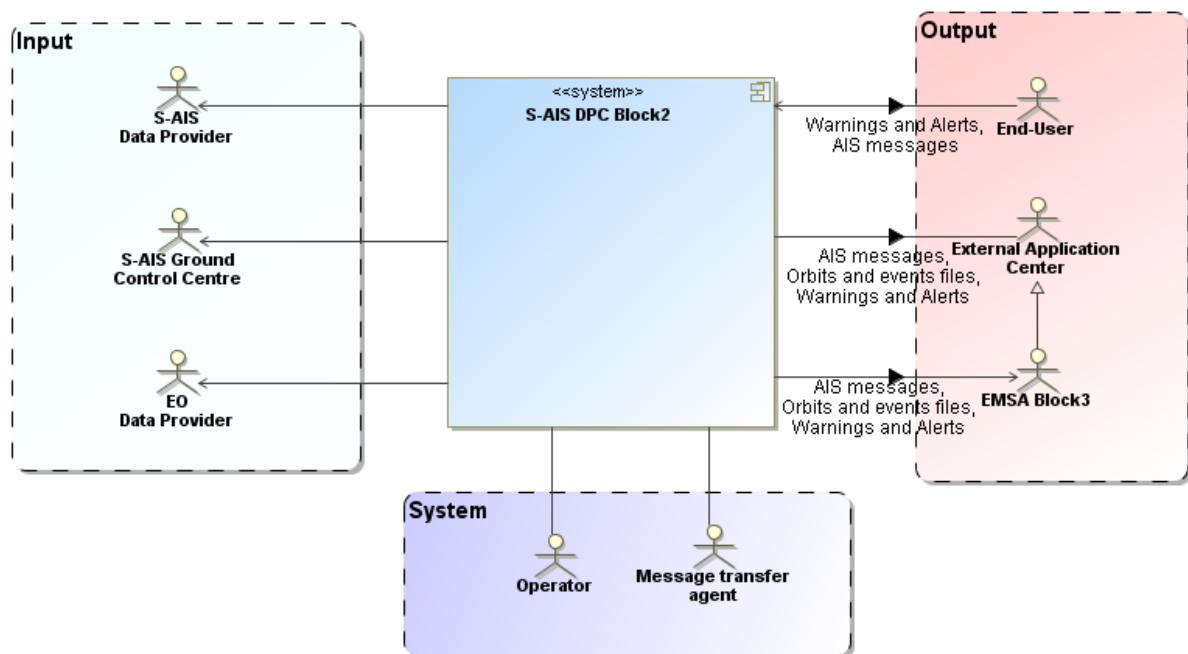 Input
S-AIS
Data Provider
S-AIS Ground
Control Centre
EO
Data Provider
<<system>>
S-AIS DPC Block2
Warnings and Alerts,
AIS messages
AIS messages,
Orbits and events files,
Warnings and Alerts
AIS messages,
Orbits and events files,
Warnings and Alerts
Output
End-User
External Application
Center
EMSA Block3
System
Operator
Message transfer
agent